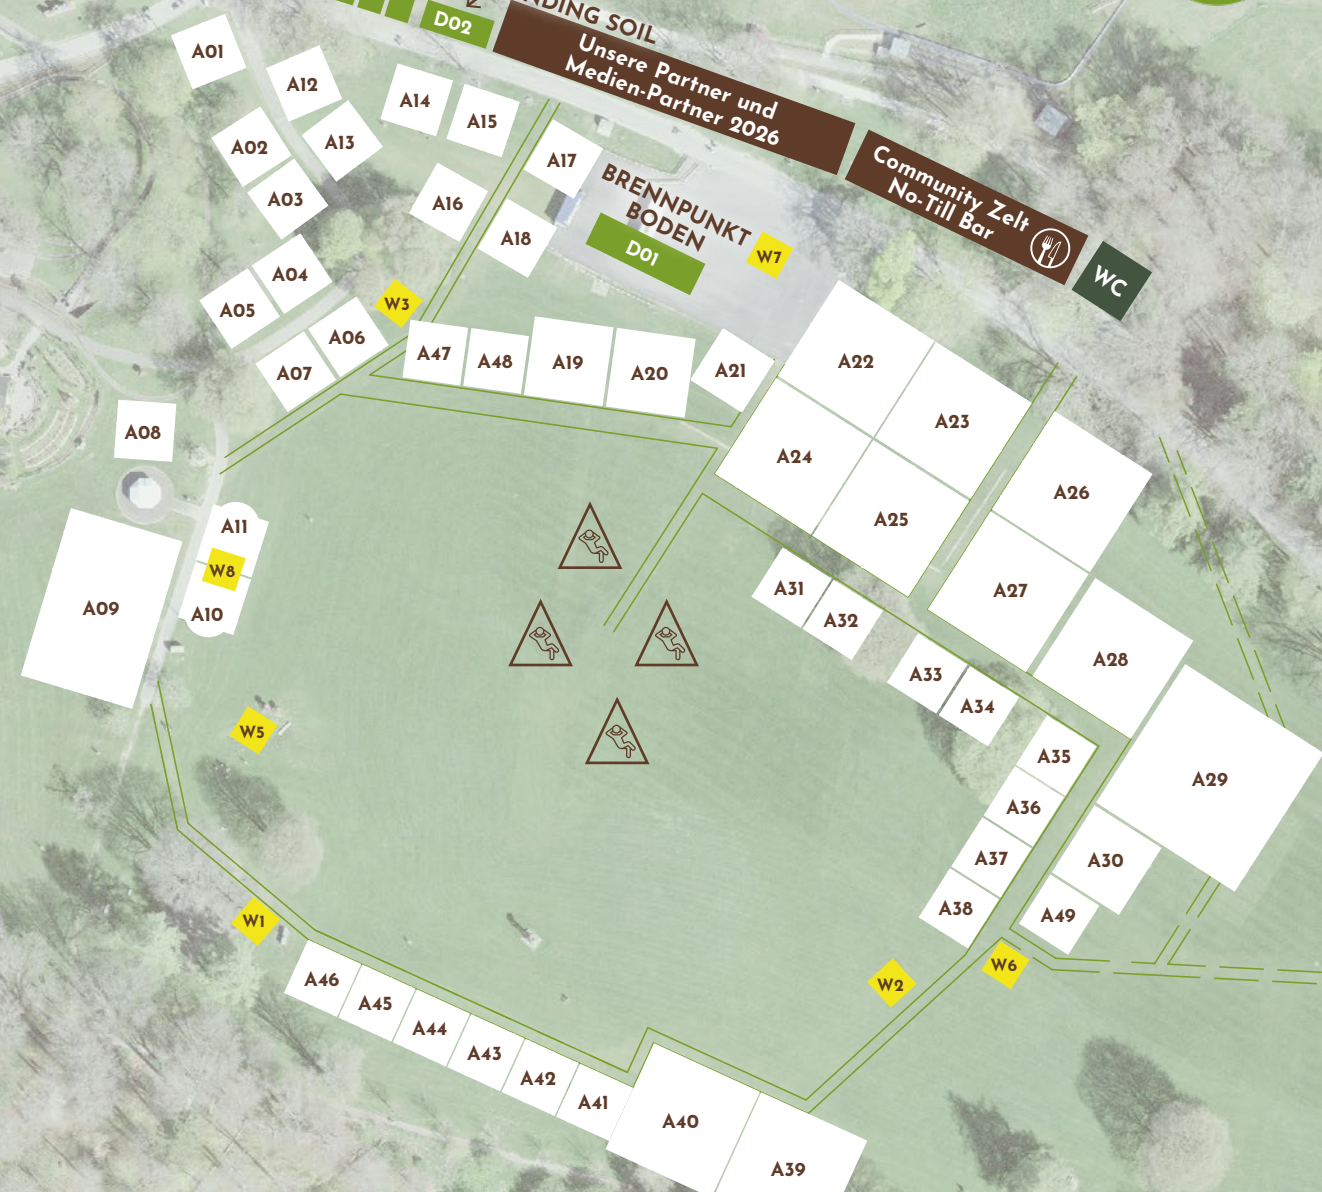 D02
NDING SOIL
Unsere Partner und
Medien-Partner 2026
Community Zelt
No-Till Bar
WC
BRENNPUNKT
BODEN
D01
W7
A01
A12
A14
A15
A02
A13
A17
A03
A16
A18
A04
A05
W3
A06
A07
A47
A48
A19
A20
A21
A22
A23
A24
A25
A26
A27
A08
A11
W8
A10
A09
A31
A32
A33
A34
A28
A29
W5
A35
A36
A37
A38
A30
A49
W1
W2
W6
A46
A45
A44
A43
A42
A41
A40
A39